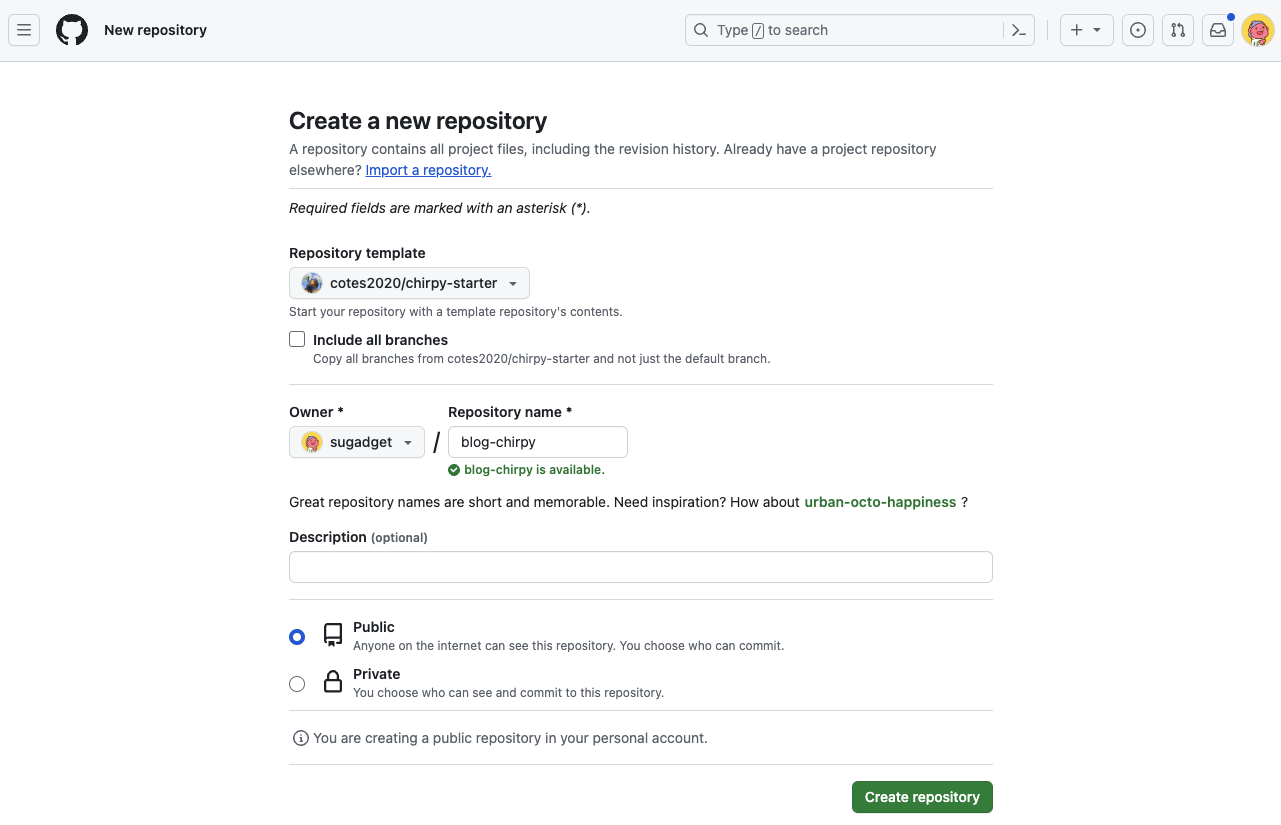 New repository
Type / to search
Create a new repository
A repository contains all project files, including the revision history. Already have a project repository
elsewhere? Import a repository.
Required fields are marked with an asterisk (*).
Repository template
cotes2020/chirpy-starter
Start your repository with a template repository's contents.
Include all branches
Copy all branches from cotes2020/chirpy-starter and not just the default branch.
Owner * Repository name *
sugadget / blog-chirpy
blog-chirpy is available.
Great repository names are short and memorable. Need inspiration? How about urban-octo-happiness ?
Description (optional)
Public
Anyone on the internet can see this repository. You choose who can commit.
Private
You choose who can see and commit to this repository.
You are creating a public repository in your personal account.
Create repository